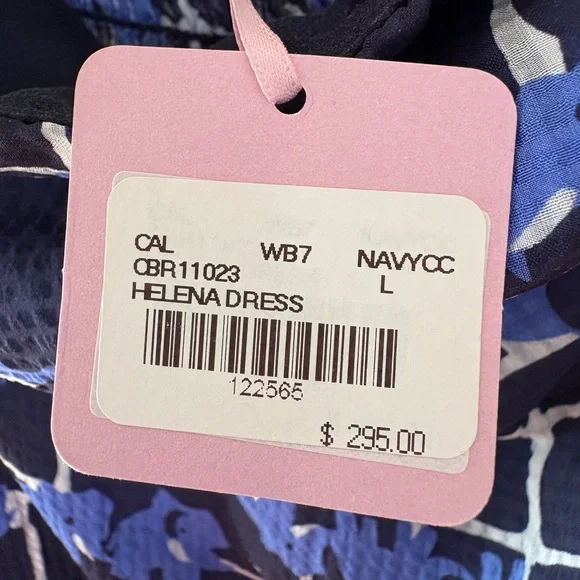 CAL WB7 NAVYCC
CBR11023 L
HELENA DRESS
122565
$ 295.00